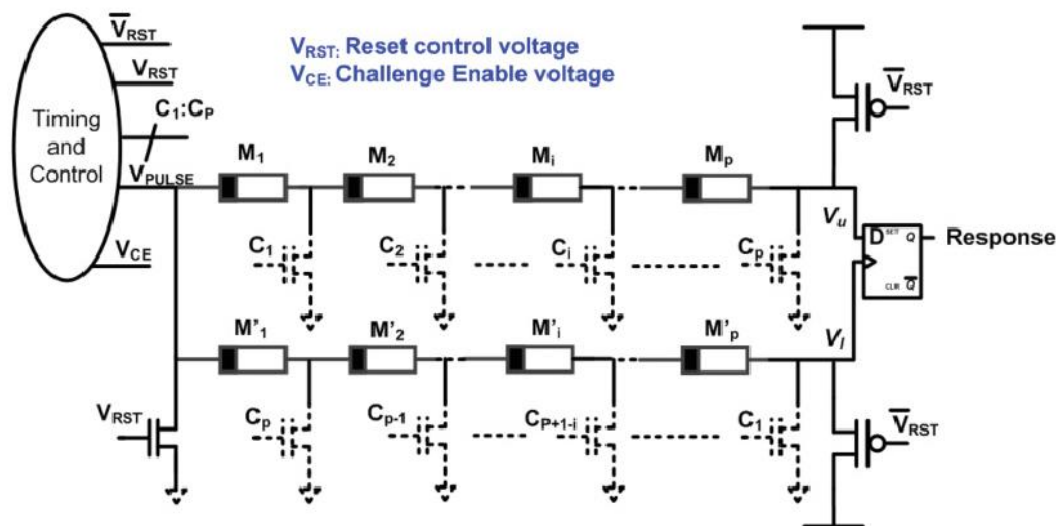 V̅RST
VRST
C1:CP
VPULSE
VCE
Timing
and
Control
VRST: Reset control voltage
VCE: Challenge Enable voltage
M1
M2
Mi
Mp
C1
C2
Ci
Cp
V̅RST
Vu
D SET Q
CLR Q̅
Response
M'1
M'2
M'i
M'p
Vl
VRST
Cp
Cp-1
CP+1-i
C1
V̅RST